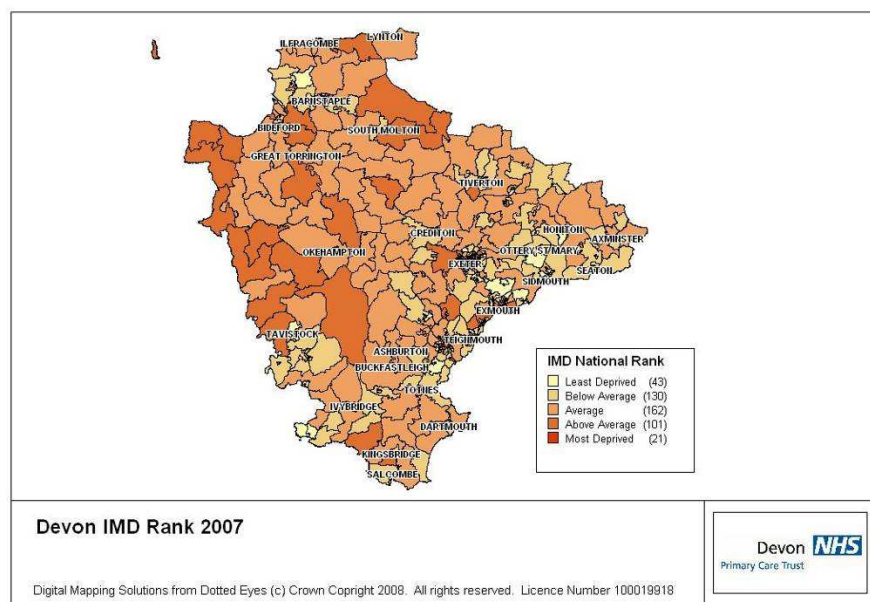 LYNTON
ILFRACOMBE
BARNSTAPLE
BIDEFORD
SOUTH MOLTON
GREAT TORRINGTON
TIVERTON
CREDITON
HONITON
OTTERY ST MARY
AXMINSTER
OKEHAMPTON
EXETER
SEATON
SIDMOUTH
EXMOUTH
TAVISTOCK
TEIGNMOUTH
ASHBURTON
BUCKFASTLEIGH
TOTNES
IVYBRIDGE
DARTMOUTH
KINGSBRIDGE
SALCOMBE
IMD National Rank
Least Deprived (43)
Below Average (130)
Average (162)
Above Average (101)
Most Deprived (21)
Devon IMD Rank 2007
Devon NHS
Primary Care Trust
Digital Mapping Solutions from Dotted Eyes (c) Crown Copright 2008. All rights reserved. Licence Number 100019918